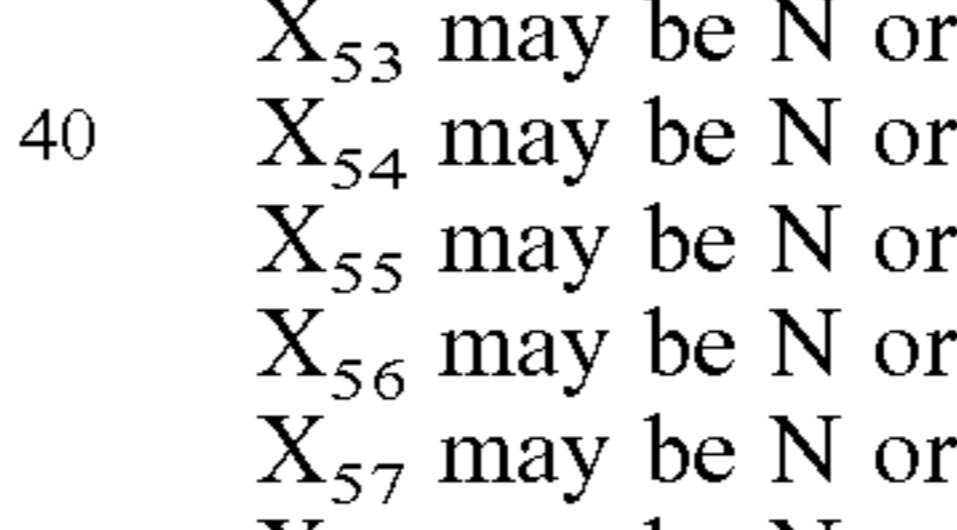 X₅₃ may be N or
40 X₅₄ may be N or
X₅₅ may be N or
X₅₆ may be N or
X₅₇ may be N or